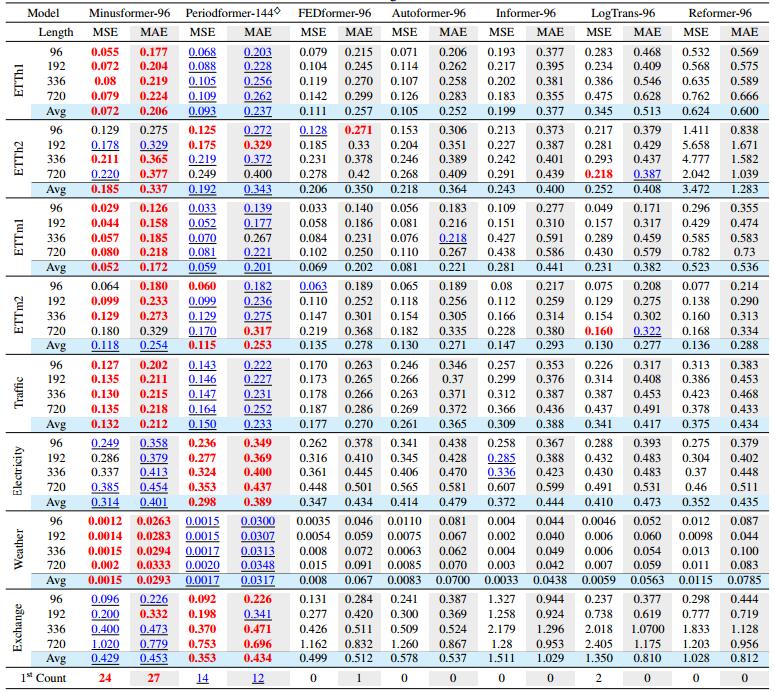 Model Minusformer-96 Periodformer-144◇ FEDformer-96 Autoformer-96 Informer-96 LogTrans-96 Reformer-96
Length MSE MAE MSE MAE MSE MAE MSE MAE MSE MAE MSE MAE MSE MAE
ETTh1
96 0.055 0.177 0.068 0.203 0.079 0.215 0.071 0.206 0.193 0.377 0.283 0.468 0.532 0.569
192 0.072 0.204 0.088 0.228 0.104 0.245 0.114 0.262 0.217 0.395 0.234 0.409 0.568 0.575
336 0.08 0.219 0.105 0.256 0.119 0.270 0.107 0.258 0.202 0.381 0.386 0.546 0.635 0.589
720 0.079 0.224 0.109 0.262 0.142 0.299 0.126 0.283 0.183 0.355 0.475 0.628 0.762 0.666
Avg 0.072 0.206 0.093 0.237 0.111 0.257 0.105 0.252 0.199 0.377 0.345 0.513 0.624 0.600
ETTh2
96 0.129 0.275 0.125 0.272 0.128 0.271 0.153 0.306 0.213 0.373 0.217 0.379 1.411 0.838
192 0.178 0.329 0.175 0.329 0.185 0.33 0.204 0.351 0.227 0.387 0.281 0.429 5.658 1.671
336 0.211 0.365 0.219 0.372 0.231 0.378 0.246 0.389 0.242 0.401 0.293 0.437 4.777 1.582
720 0.220 0.377 0.249 0.400 0.278 0.42 0.268 0.409 0.291 0.439 0.218 0.387 2.042 1.039
Avg 0.185 0.337 0.192 0.343 0.206 0.350 0.218 0.364 0.243 0.400 0.252 0.408 3.472 1.283
ETTm1
96 0.029 0.126 0.033 0.139 0.033 0.140 0.056 0.183 0.109 0.277 0.049 0.171 0.296 0.355
192 0.044 0.158 0.052 0.177 0.058 0.186 0.081 0.216 0.151 0.310 0.157 0.317 0.429 0.474
336 0.057 0.185 0.070 0.267 0.084 0.231 0.076 0.218 0.427 0.591 0.289 0.459 0.585 0.583
720 0.080 0.218 0.081 0.221 0.102 0.250 0.110 0.267 0.438 0.586 0.430 0.579 0.782 0.73
Avg 0.052 0.172 0.059 0.201 0.069 0.202 0.081 0.221 0.281 0.441 0.231 0.382 0.523 0.536
ETTm2
96 0.064 0.180 0.060 0.182 0.063 0.189 0.065 0.189 0.08 0.217 0.075 0.208 0.077 0.214
192 0.099 0.233 0.099 0.236 0.110 0.252 0.118 0.256 0.112 0.259 0.129 0.275 0.138 0.290
336 0.129 0.273 0.129 0.275 0.147 0.301 0.154 0.305 0.166 0.314 0.154 0.302 0.160 0.313
720 0.180 0.329 0.170 0.317 0.219 0.368 0.182 0.335 0.228 0.380 0.160 0.322 0.168 0.334
Avg 0.118 0.254 0.115 0.253 0.135 0.278 0.130 0.271 0.147 0.293 0.130 0.277 0.136 0.288
Traffic
96 0.127 0.202 0.143 0.222 0.170 0.263 0.246 0.346 0.257 0.353 0.226 0.317 0.313 0.383
192 0.135 0.211 0.146 0.227 0.173 0.265 0.266 0.37 0.299 0.376 0.314 0.408 0.386 0.453
336 0.130 0.215 0.147 0.231 0.178 0.266 0.263 0.371 0.312 0.387 0.387 0.453 0.423 0.468
720 0.135 0.218 0.164 0.252 0.187 0.286 0.269 0.372 0.366 0.436 0.437 0.491 0.378 0.433
Avg 0.132 0.212 0.150 0.233 0.177 0.270 0.261 0.365 0.309 0.388 0.341 0.417 0.375 0.434
Electricity
96 0.249 0.358 0.236 0.349 0.262 0.378 0.341 0.438 0.258 0.367 0.288 0.393 0.275 0.379
192 0.286 0.379 0.277 0.369 0.316 0.410 0.345 0.428 0.285 0.388 0.432 0.483 0.304 0.402
336 0.337 0.413 0.324 0.400 0.361 0.445 0.406 0.470 0.336 0.423 0.430 0.483 0.37 0.448
720 0.385 0.454 0.353 0.437 0.448 0.501 0.565 0.581 0.607 0.599 0.491 0.531 0.46 0.511
Avg 0.314 0.401 0.298 0.389 0.347 0.434 0.414 0.479 0.372 0.444 0.410 0.473 0.352 0.435
Weather
96 0.0012 0.0263 0.0015 0.0300 0.0035 0.046 0.0110 0.081 0.004 0.044 0.0046 0.052 0.012 0.087
192 0.0014 0.0283 0.0015 0.0307 0.0054 0.059 0.0075 0.067 0.002 0.040 0.006 0.060 0.0098 0.044
336 0.0015 0.0294 0.0017 0.0313 0.008 0.072 0.0063 0.062 0.004 0.049 0.006 0.054 0.013 0.100
720 0.002 0.0333 0.0020 0.0348 0.015 0.091 0.0085 0.070 0.003 0.042 0.007 0.059 0.011 0.083
Avg 0.0015 0.0293 0.0017 0.0317 0.008 0.067 0.0083 0.0700 0.0033 0.0438 0.0059 0.0563 0.0115 0.0785
Exchange
96 0.096 0.226 0.092 0.226 0.131 0.284 0.241 0.387 1.327 0.944 0.237 0.377 0.298 0.444
192 0.200 0.332 0.198 0.341 0.277 0.420 0.300 0.369 1.258 0.924 0.738 0.619 0.777 0.719
336 0.400 0.473 0.370 0.471 0.426 0.511 0.509 0.524 2.179 1.296 2.018 1.0700 1.833 1.128
720 1.020 0.779 0.753 0.696 1.162 0.832 1.260 0.867 1.28 0.953 2.405 1.175 1.203 0.956
Avg 0.429 0.453 0.353 0.434 0.499 0.512 0.578 0.537 1.511 1.029 1.350 0.810 1.028 0.812
1st Count 24 27 14 12 0 1 0 0 0 0 2 0 0 0